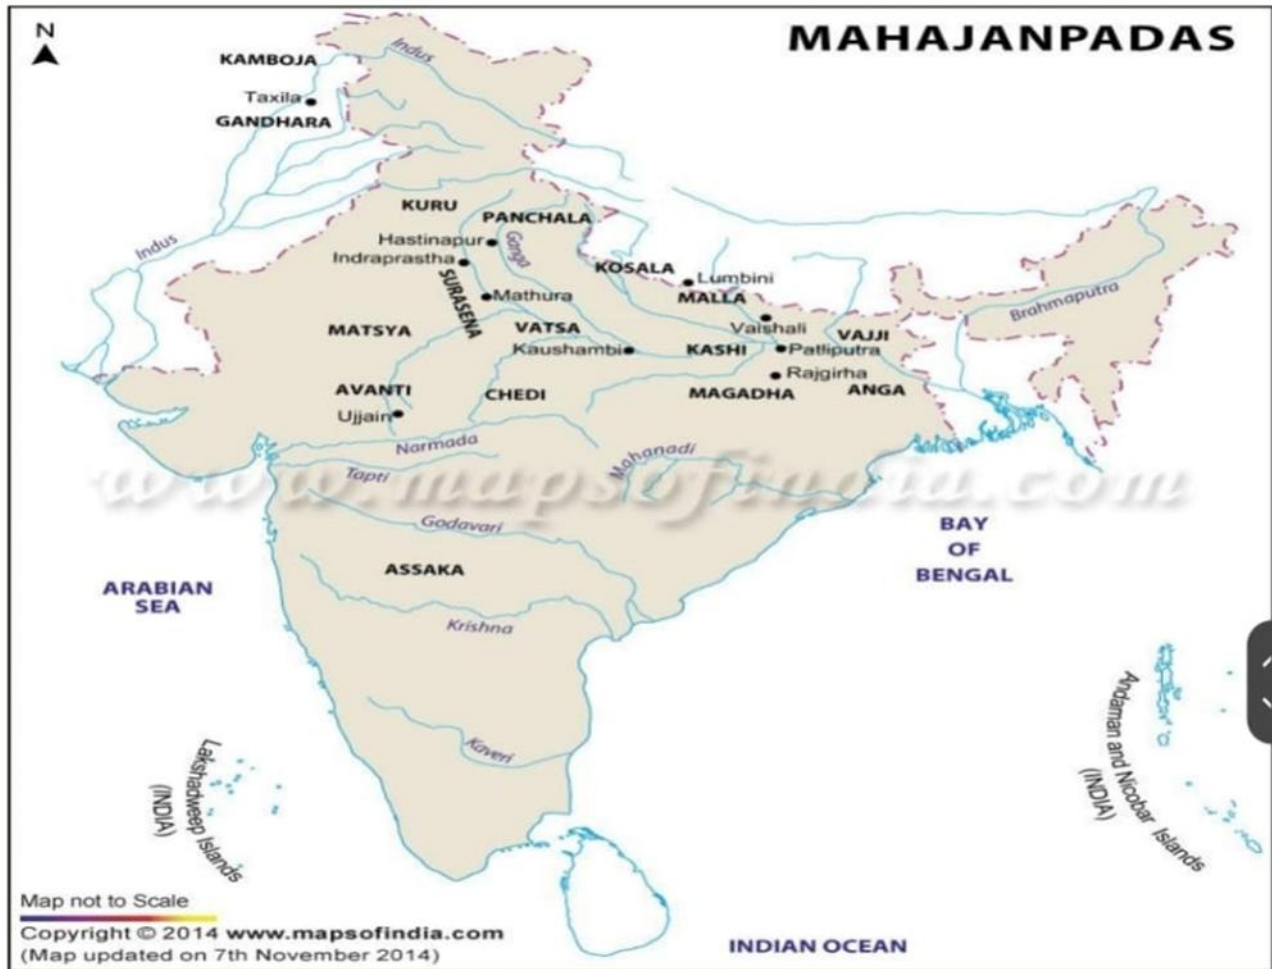 MAHAJANPADAS
N
KAMBOJA
Indus
Taxila
GANDHARA
KURU
PANCHALA
Hastinapur
Ganga
Indus
Indraprastha
KOSALA
Lumbini
SURASENA
Mathura
MALLA
Brahmaputra
MATSYA
VATSA
Vaishali
VAJJI
Kaushambi
KASHI
Patliputra
Rajgirha
AVANTI
CHEDI
MAGADHA
ANGA
Ujjain
Narmada
Mahanadi
Tapti
www.mapsofindia.com
Godavari
BAY
OF
BENGAL
ASSAKA
ARABIAN
SEA
Krishna
Kaveri
Lakshadweep Islands
(INDIA)
Andaman and Nicobar Islands
(INDIA)
Map not to Scale
Copyright © 2014 www.mapsofindia.com
(Map updated on 7th November 2014)
INDIAN OCEAN